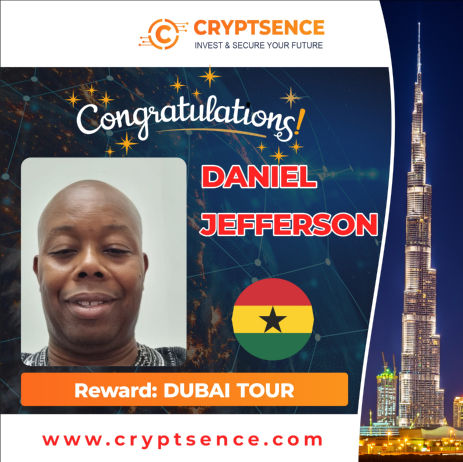 CRYPTSENCE
INVEST & SECURE YOUR FUTURE
Congratulations!
DANIEL
JEFFERSON
Reward: DUBAI TOUR
www.cryptsence.com